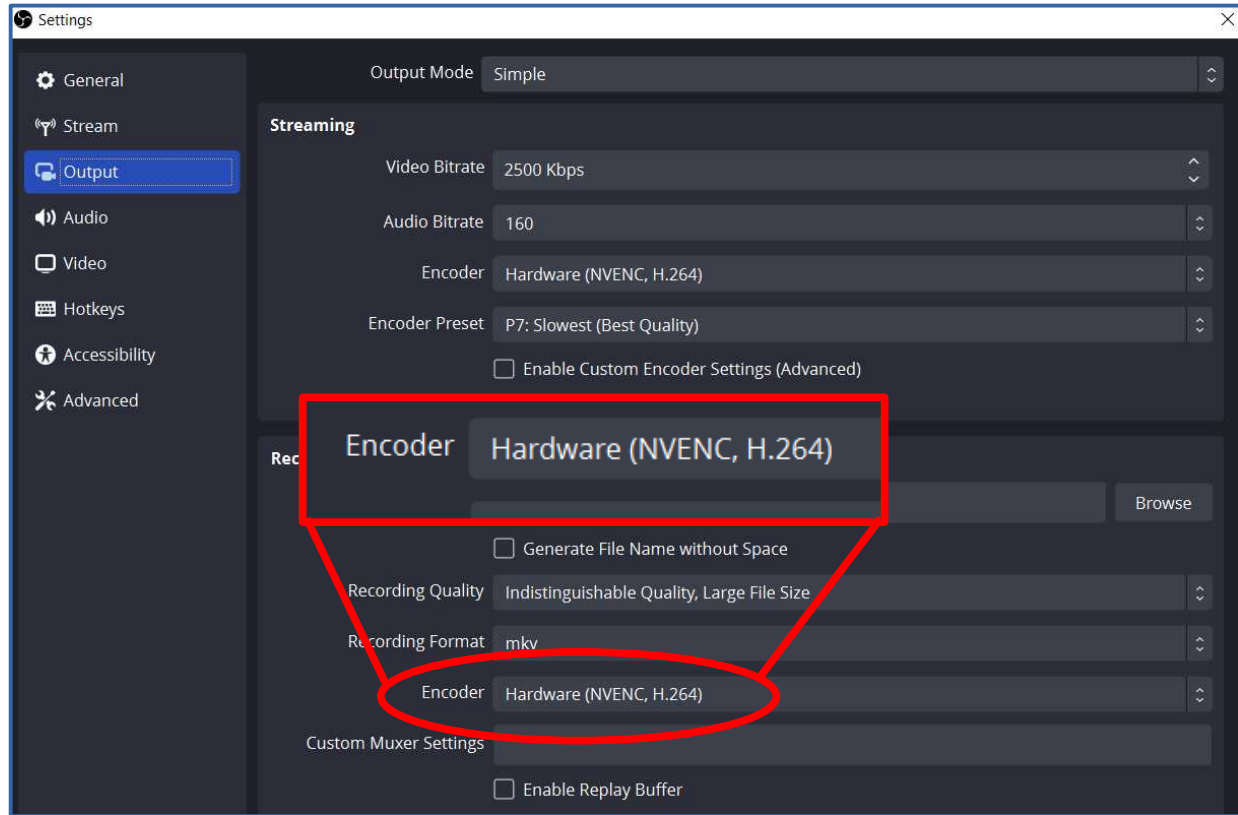 Settings
General
Stream
Output
Audio
Video
Hotkeys
Accessibility
Advanced
Output Mode Simple
Streaming
Video Bitrate 2500 Kbps
Audio Bitrate 160
Encoder Hardware (NVENC, H.264)
Encoder Preset P7: Slowest (Best Quality)
Enable Custom Encoder Settings (Advanced)
Encoder Hardware (NVENC, H.264)
Rec
Browse
Generate File Name without Space
Recording Quality Indistinguishable Quality, Large File Size
Recording Format mkv
Encoder Hardware (NVENC, H.264)
Custom Muxer Settings
Enable Replay Buffer